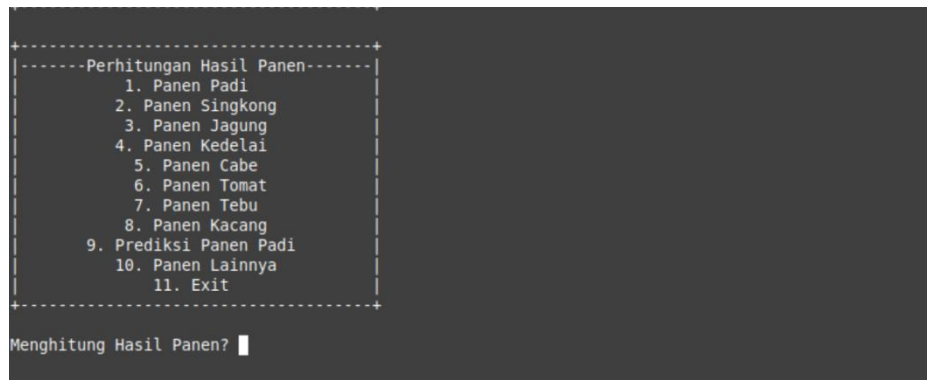 +-------------------------------------+
|-------Perhitungan Hasil Panen-------|
|           1. Panen Padi             |
|          2. Panen Singkong          |
|           3. Panen Jagung           |
|          4. Panen Kedelai           |
|            5. Panen Cabe            |
|            6. Panen Tomat           |
|            7. Panen Tebu            |
|           8. Panen Kacang           |
|       9. Prediksi Panen Padi        |
|          10. Panen Lainnya          |
|              11. Exit               |
+-------------------------------------+
Menghitung Hasil Panen?